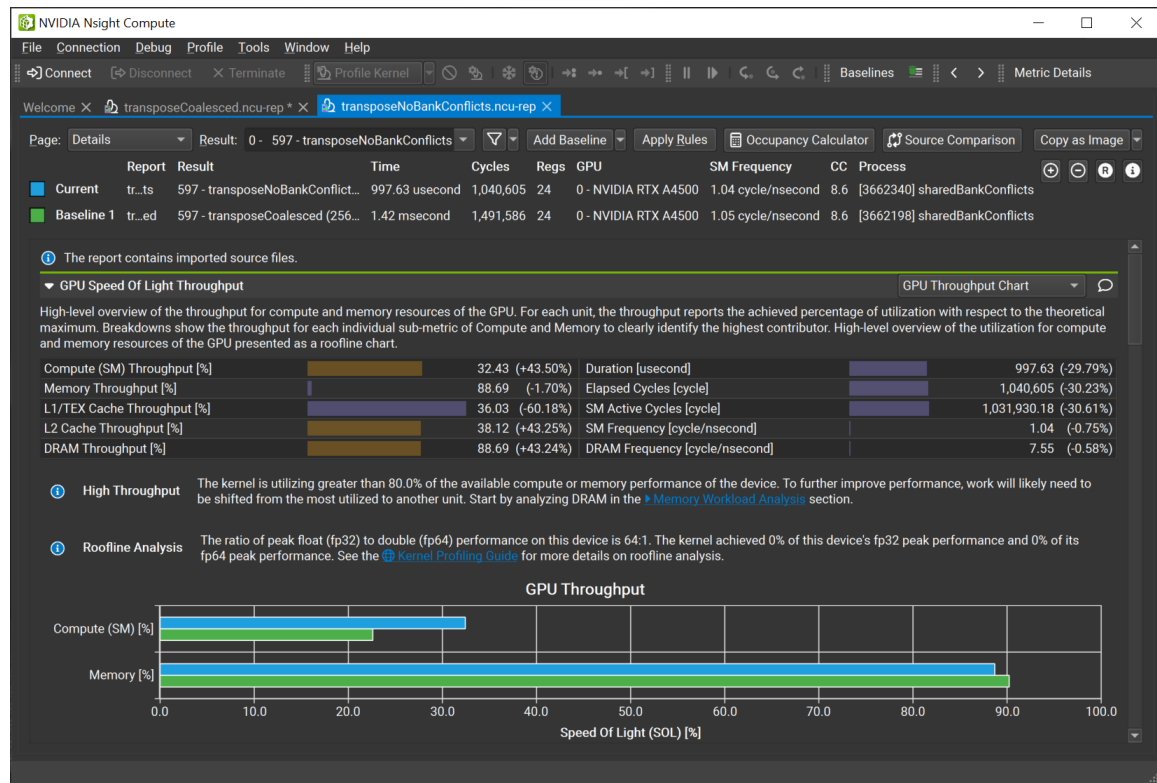 NVIDIA Nsight Compute
File Connection Debug Profile Tools Window Help
Connect Disconnect Terminate Profile Kernel Baselines Metric Details
Welcome transposeCoalesced.ncu-rep * transposeNoBankConflicts.ncu-rep
Page: Details Result: 0 - 597 - transposeNoBankConflicts Add Baseline Apply Rules Occupancy Calculator Source Comparison Copy as Image
Report Result Time Cycles Regs GPU SM Frequency CC Process
Current tr...ts 597 - transposeNoBankConflict... 997.63 usecond 1,040,605 24 0 - NVIDIA RTX A4500 1.04 cycle/nsecond 8.6 [3662340] sharedBankConflicts
Baseline 1 tr...ed 597 - transposeCoalesced (256... 1.42 msecond 1,491,586 24 0 - NVIDIA RTX A4500 1.05 cycle/nsecond 8.6 [3662198] sharedBankConflicts
The report contains imported source files.
GPU Speed Of Light Throughput GPU Throughput Chart
High-level overview of the throughput for compute and memory resources of the GPU. For each unit, the throughput reports the achieved percentage of utilization with respect to the theoretical
maximum. Breakdowns show the throughput for each individual sub-metric of Compute and Memory to clearly identify the highest contributor. High-level overview of the utilization for compute
and memory resources of the GPU presented as a roofline chart.
Compute (SM) Throughput [%] 32.43 (+43.50%) Duration [usecond] 997.63 (-29.79%)
Memory Throughput [%] 88.69 (-1.70%) Elapsed Cycles [cycle] 1,040,605 (-30.23%)
L1/TEX Cache Throughput [%] 36.03 (-60.18%) SM Active Cycles [cycle] 1,031,930.18 (-30.61%)
L2 Cache Throughput [%] 38.12 (+43.25%) SM Frequency [cycle/nsecond] 1.04 (-0.75%)
DRAM Throughput [%] 88.69 (+43.24%) DRAM Frequency [cycle/nsecond] 7.55 (-0.58%)
High Throughput The kernel is utilizing greater than 80.0% of the available compute or memory performance of the device. To further improve performance, work will likely need to
be shifted from the most utilized to another unit. Start by analyzing DRAM in the Memory Workload Analysis section.
Roofline Analysis The ratio of peak float (fp32) to double (fp64) performance on this device is 64:1. The kernel achieved 0% of this device's fp32 peak performance and 0% of its
fp64 peak performance. See the Kernel Profiling Guide for more details on roofline analysis.
GPU Throughput
Compute (SM) [%]
Memory [%]
0.0 10.0 20.0 30.0 40.0 50.0 60.0 70.0 80.0 90.0 100.0
Speed Of Light (SOL) [%]